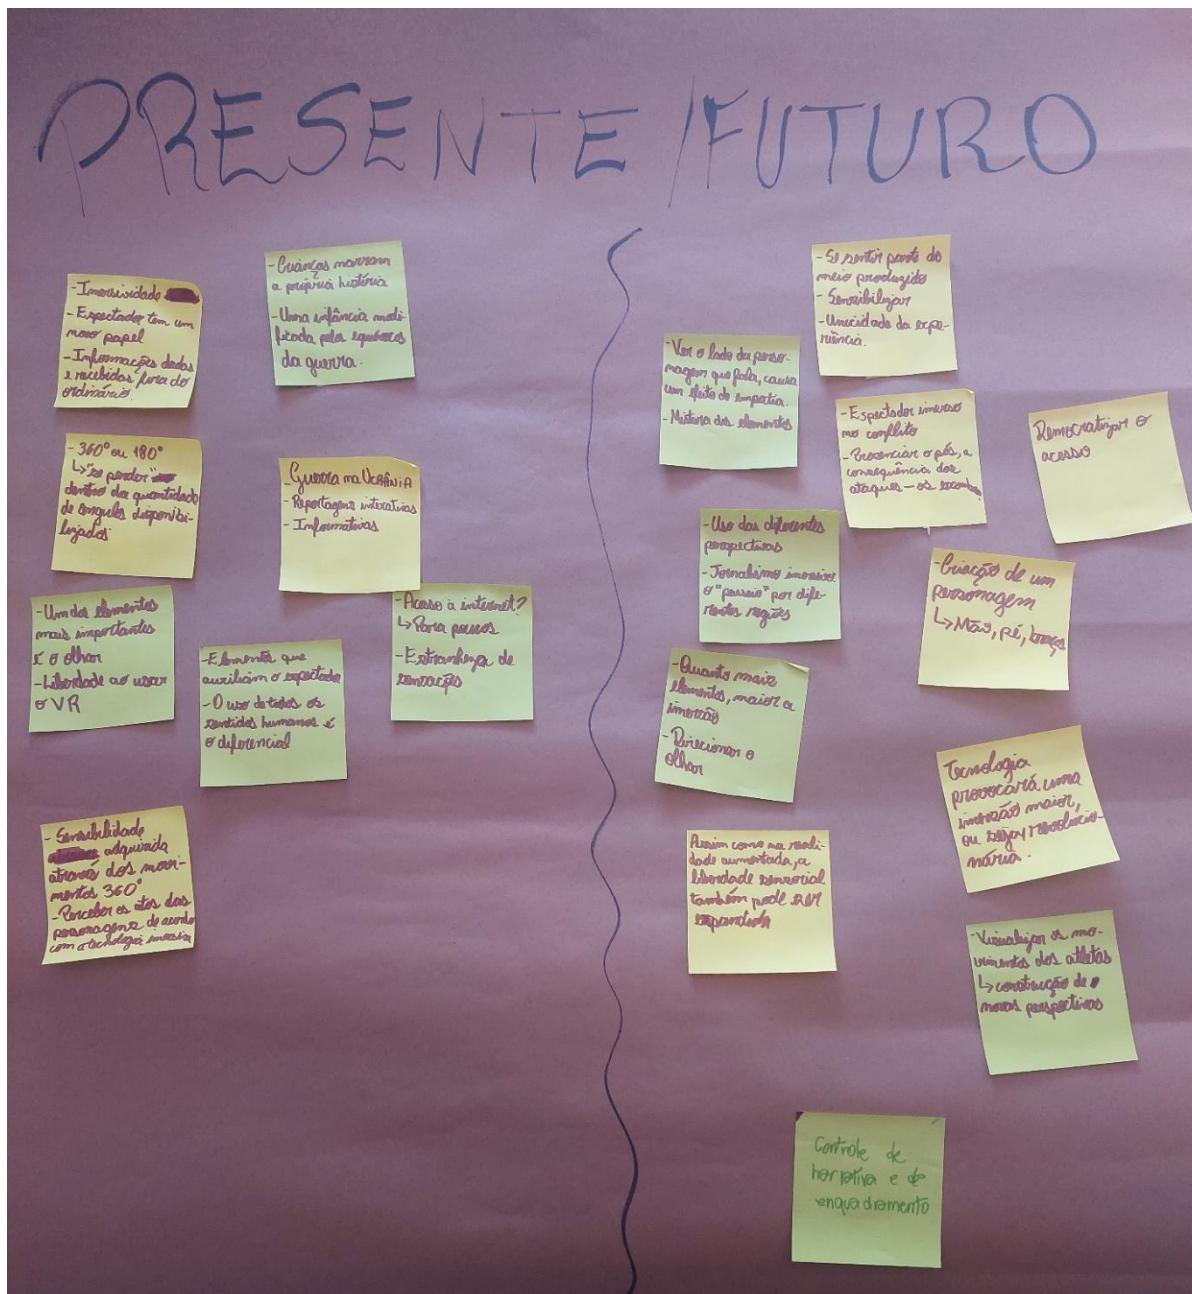 PRESENTE/FUTURO
- Imersividade
- Espectador tem um
novo papel
- Informações dadas
e recebidas fora do
ordinário.
- Crianças narram
a própria história
- Uma infância modi-
ficada pelos equívocos
da guerra.
- 360° ou 180°
↳ "se perder"
dentro da quantidade
de ângulos disponibi-
lizados
- Guerra na UCRÂNIA
- Reportagens interativas
- Informativas
- Um dos elementos
mais importantes
é o olhar
- Liberdade ao usar
o VR
- Elementos que
auxiliam o espectador
- O uso de todos os
sentidos humanos é
o diferencial
- Acesso à internet?
↳ Para poucos
- Estranheza de
sensações
- Sensibilidade
adquirida
através dos movi-
mentos 360°
- Perceber os atos das
personagens de acordo
com a tecnologia imersiva
- Se sentir parte do
meio produzido
- Sensibilizar
- Unicidade da expe-
riência.
- Ver o lado da perso-
nagem que fala, causa
um efeito de empatia.
- Mistura dos elementos
- Espectador imerso
no conflito
- Presenciar o pós, a
consequência dos
ataques - os escombros
Democratizar o
acesso
- Uso das diferentes
perspectivas
- Jornalismo imersivo
o "passeio" por dife-
rentes regiões
- Criação de um
personagem
↳ Mão, pé, braços
- Quanto mais
elementos, maior a
imersão
- Direcionar o
olhar
Tecnologia
provocará uma
imersão maior,
ou seja, revolucio-
nária.
Assim como na reali-
dade aumentada, a
liberdade sensorial
também pode ser
expandida
- Visualizar os mo-
vimentos dos atletas
↳ construção de
novas perspectivas
Controle de
narrativa e de
enquadramento